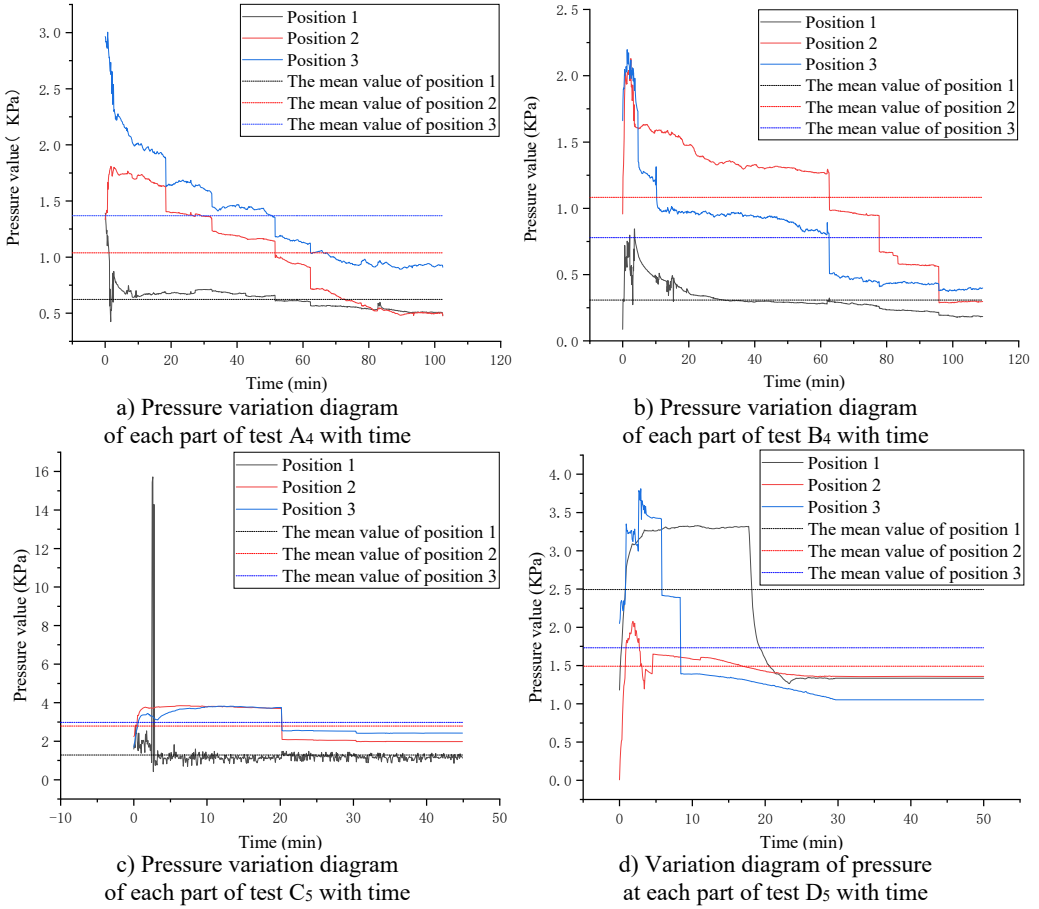 Position 1
Position 2
Position 3
The mean value of position 1
The mean value of position 2
The mean value of position 3
3.0
2.5
2.0
1.5
1.0
0.5
Pressure value( KPa)
0 20 40 60 80 100 120
Time (min)
a) Pressure variation diagram
of each part of test A4 with time
Position 1
Position 2
Position 3
The mean value of position 1
The mean value of position 2
The mean value of position 3
2.5
2.0
1.5
1.0
0.5
0.0
Pressure value (KPa)
0 20 40 60 80 100 120
Time (min)
b) Pressure variation diagram
of each part of test B4 with time
Position 1
Position 2
Position 3
The mean value of position 1
The mean value of position 2
The mean value of position 3
16
14
12
10
8
6
4
2
0
Pressure value (KPa)
-10 0 10 20 30 40 50
Time (min)
c) Pressure variation diagram
of each part of test C5 with time
Position 1
Position 2
Position 3
The mean value of position 1
The mean value of position 2
The mean value of position 3
4.0
3.5
3.0
2.5
2.0
1.5
1.0
0.5
0.0
Pressure value (KPa)
0 10 20 30 40 50
Time (min)
d) Variation diagram of pressure
at each part of test D5 with time